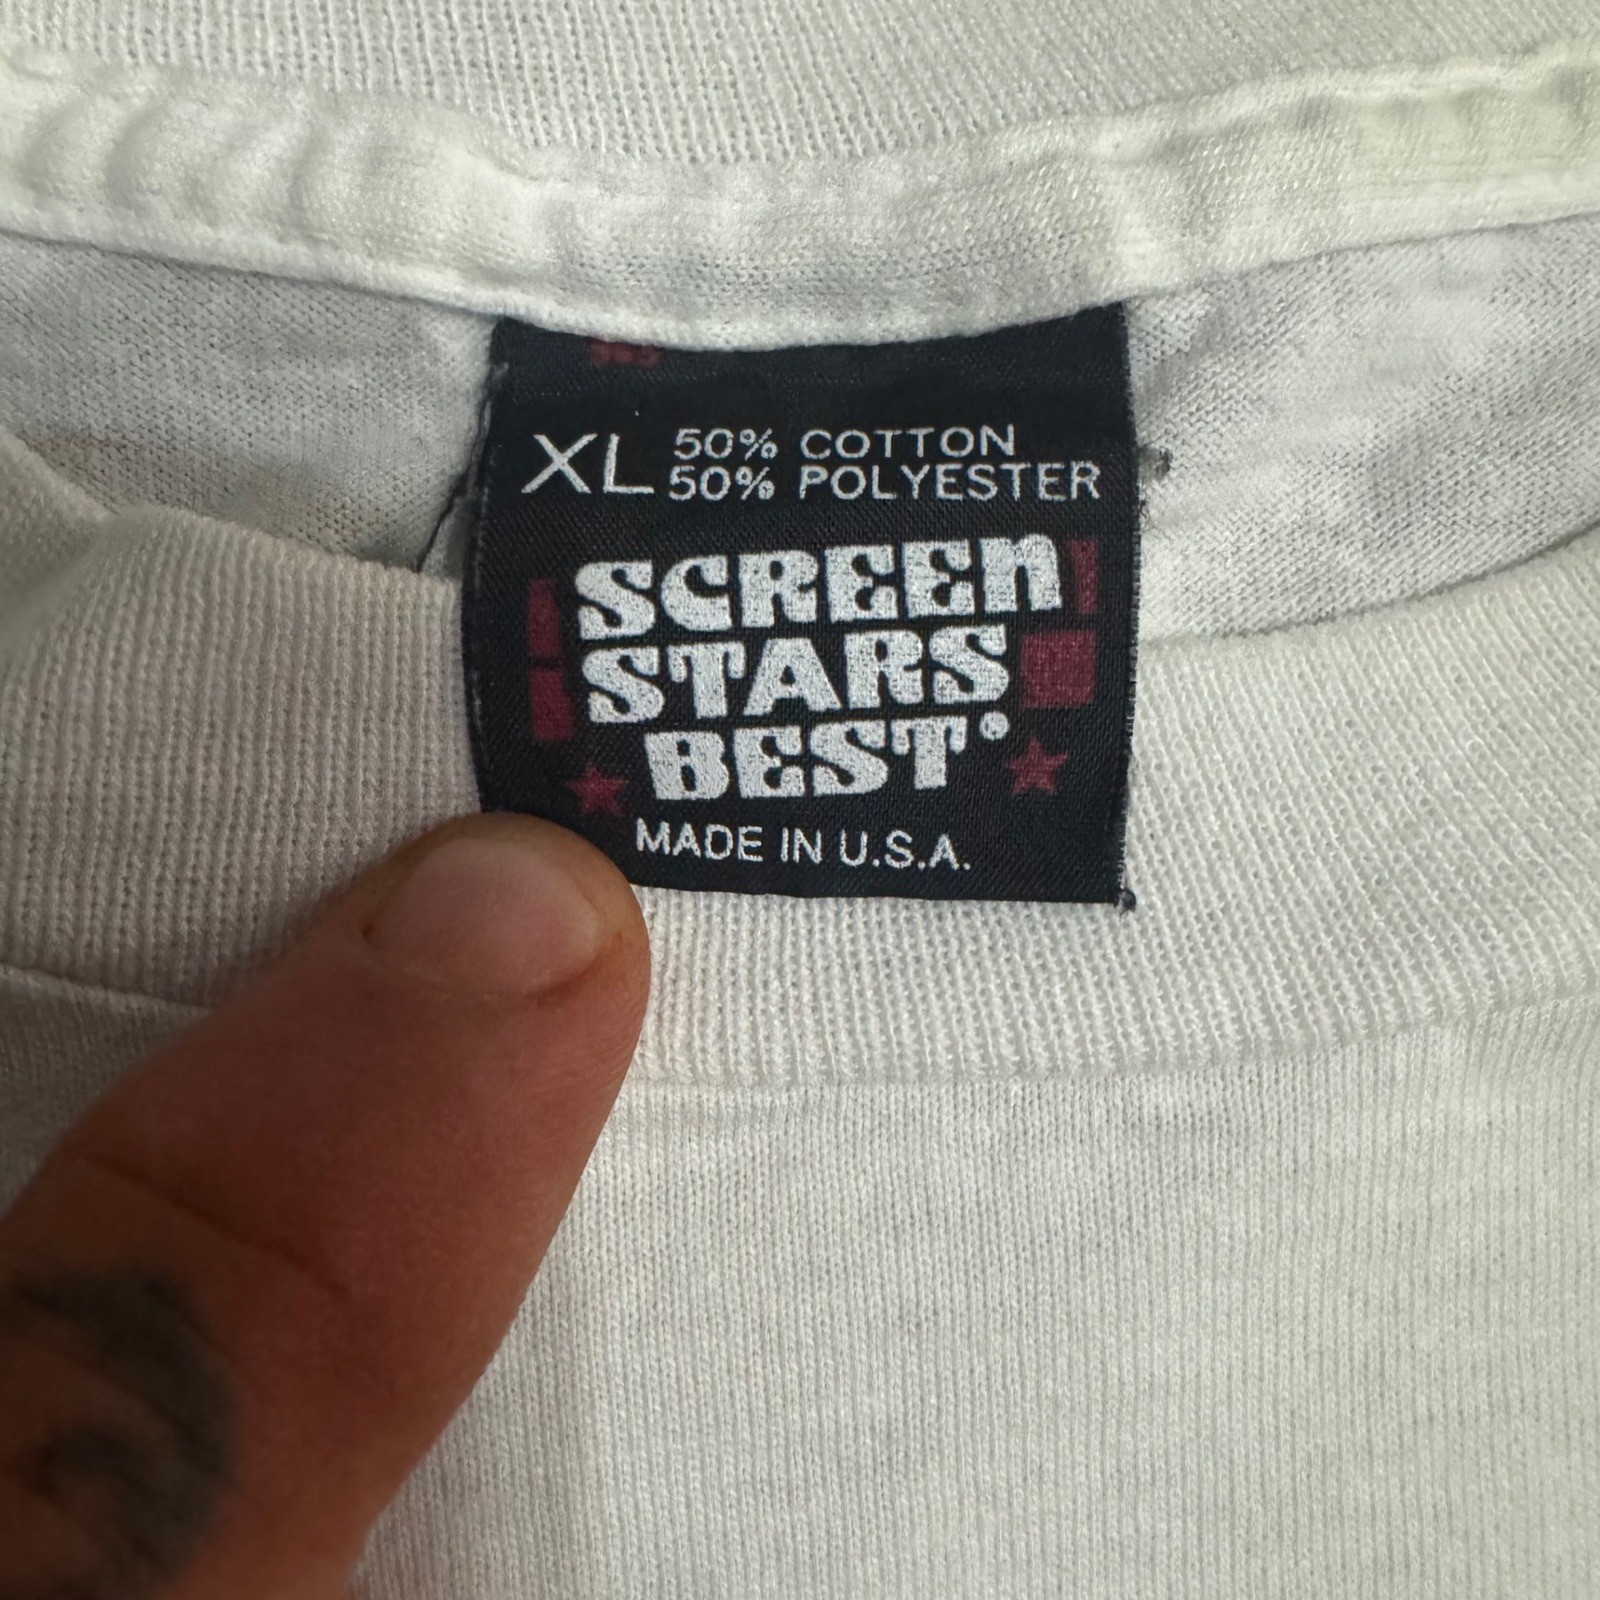 XL 50% COTTON
50% POLYESTER
SCREEN
STARS
BEST®
MADE IN U.S.A.